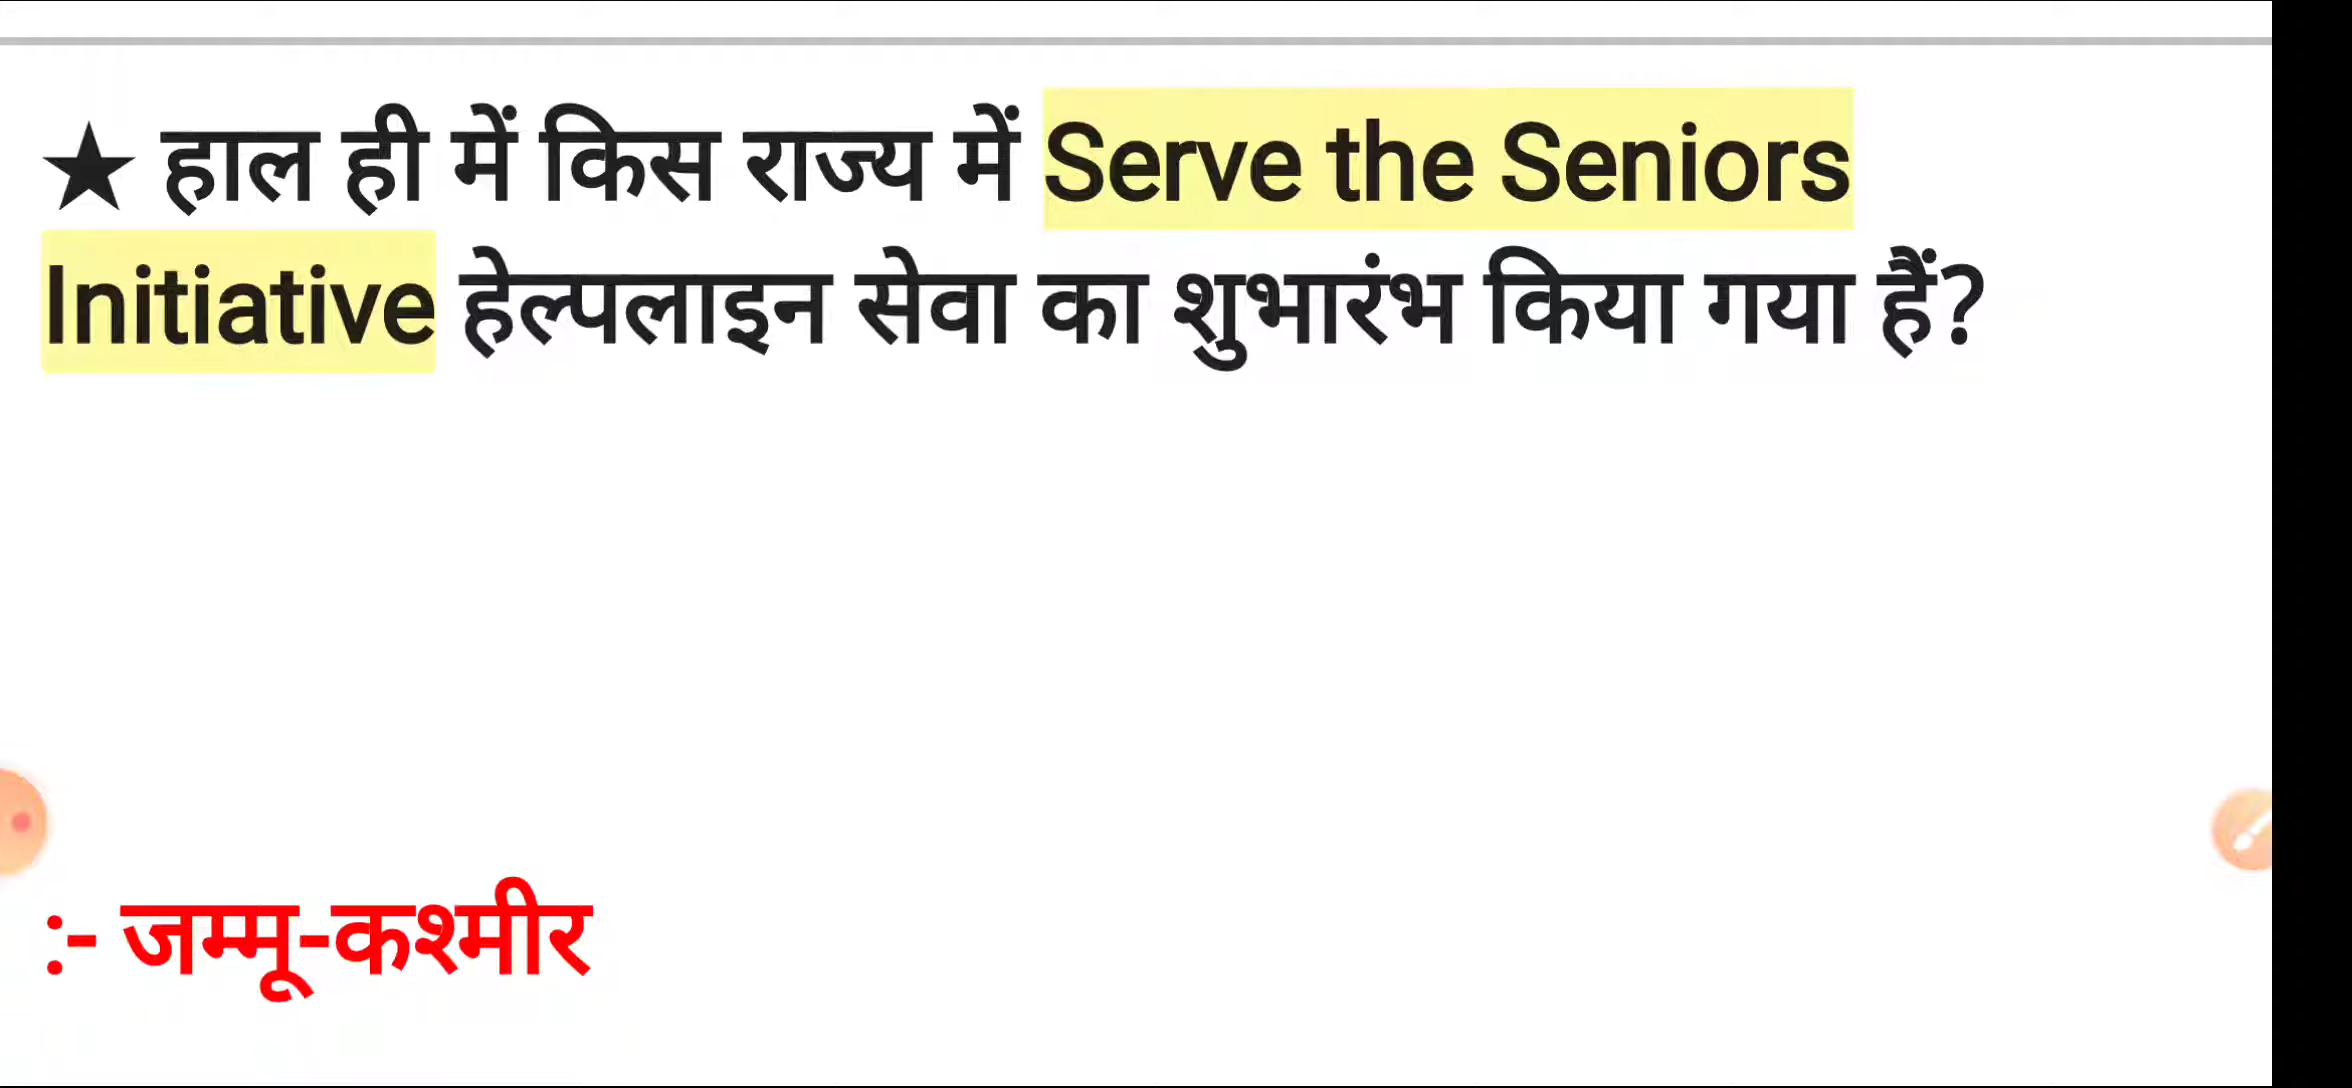 ★ हाल ही में किस राज्य में Serve the Seniors
Initiative हेल्पलाइन सेवा का शुभारंभ किया गया हैं?
:- जम्मू-कश्मीर